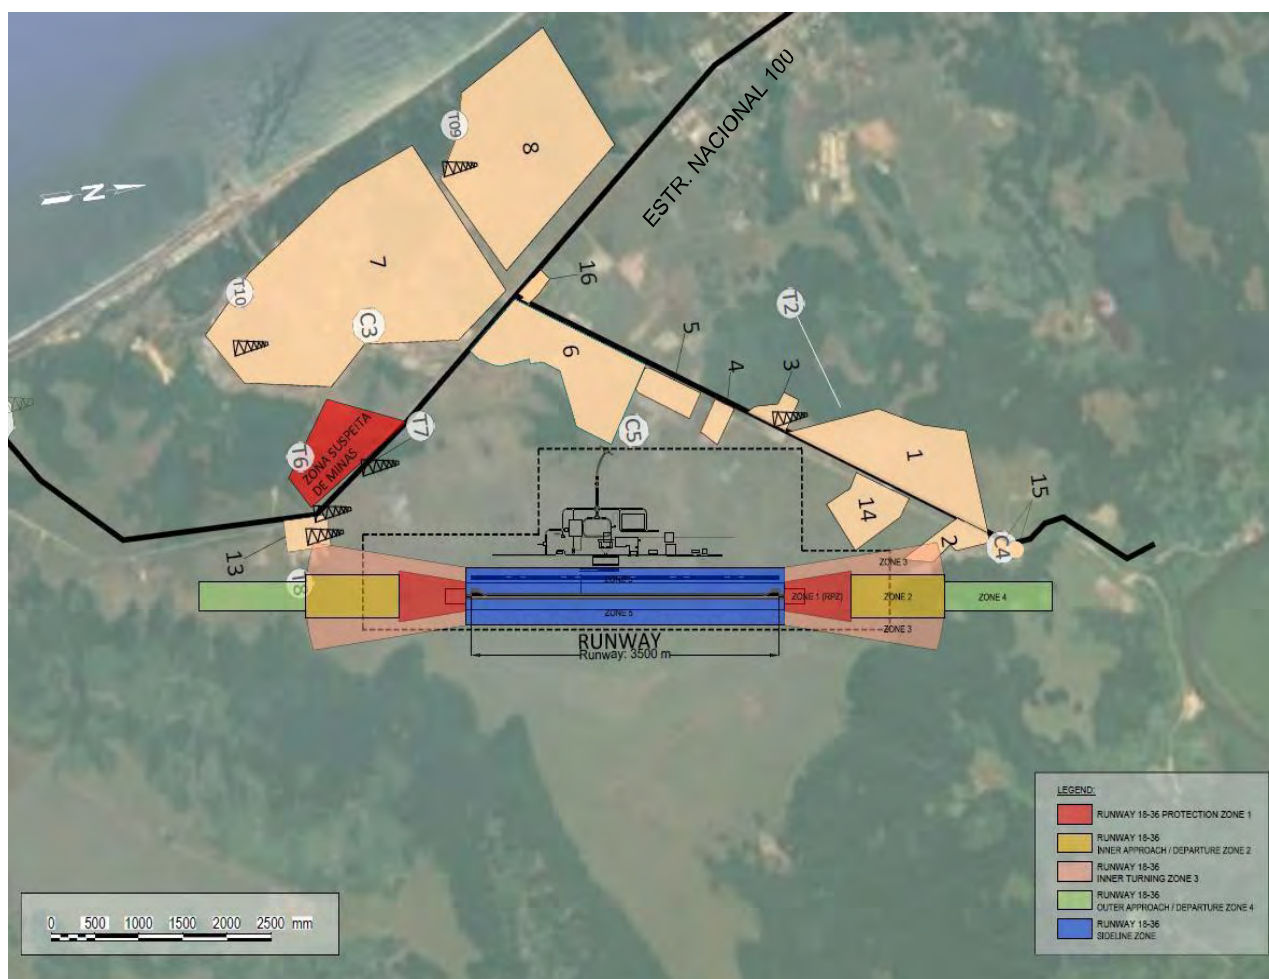 ESTR. NACIONAL 100
T09
8
N
7
16
T10
C3
T2
5
6
4
3
T7
C5
1
T6
ZONA SUSPEITA
DE MINAS
15
14
2
C4
13
T8
ZONE 3
ZONE 1 (RPZ)
ZONE 2
ZONE 4
ZONE 5
ZONE 3
RUNWAY
Runway: 3500 m
LEGEND:
RUNWAY 18-36 PROTECTION ZONE 1
RUNWAY 18-36
INNER APPROACH / DEPARTURE ZONE 2
RUNWAY 18-36
INNER TURNING ZONE 3
RUNWAY 18-36
OUTER APPROACH / DEPARTURE ZONE 4
RUNWAY 18-36
SIDELINE ZONE
0 500 1000 1500 2000 2500 mm